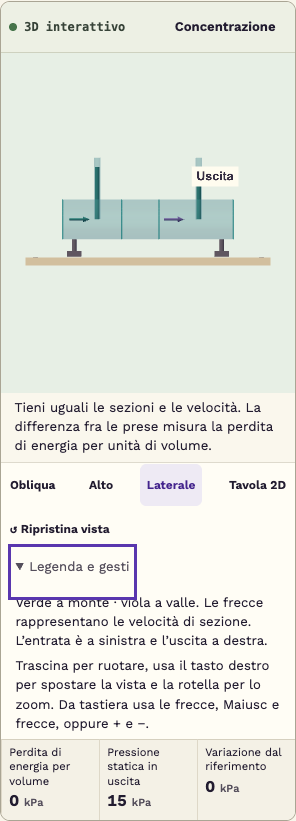 3D interattivo Concentrazione
Uscita
Tieni uguali le sezioni e le velocità. La
differenza fra le prese misura la perdita
di energia per unità di volume.
Obliqua Alto Laterale Tavola 2D
↺ Ripristina vista
▼ Legenda e gesti
Verde a monte · viola a valle. Le frecce
rappresentano le velocità di sezione.
L’entrata è a sinistra e l’uscita a destra.
Trascina per ruotare, usa il tasto destro
per spostare la vista e la rotella per lo
zoom. Da tastiera usa le frecce, Maiusc e
frecce, oppure + e −.
Perdita di
energia per
volume
0 kPa
Pressione
statica in
uscita
15 kPa
Variazione dal
riferimento
0 kPa